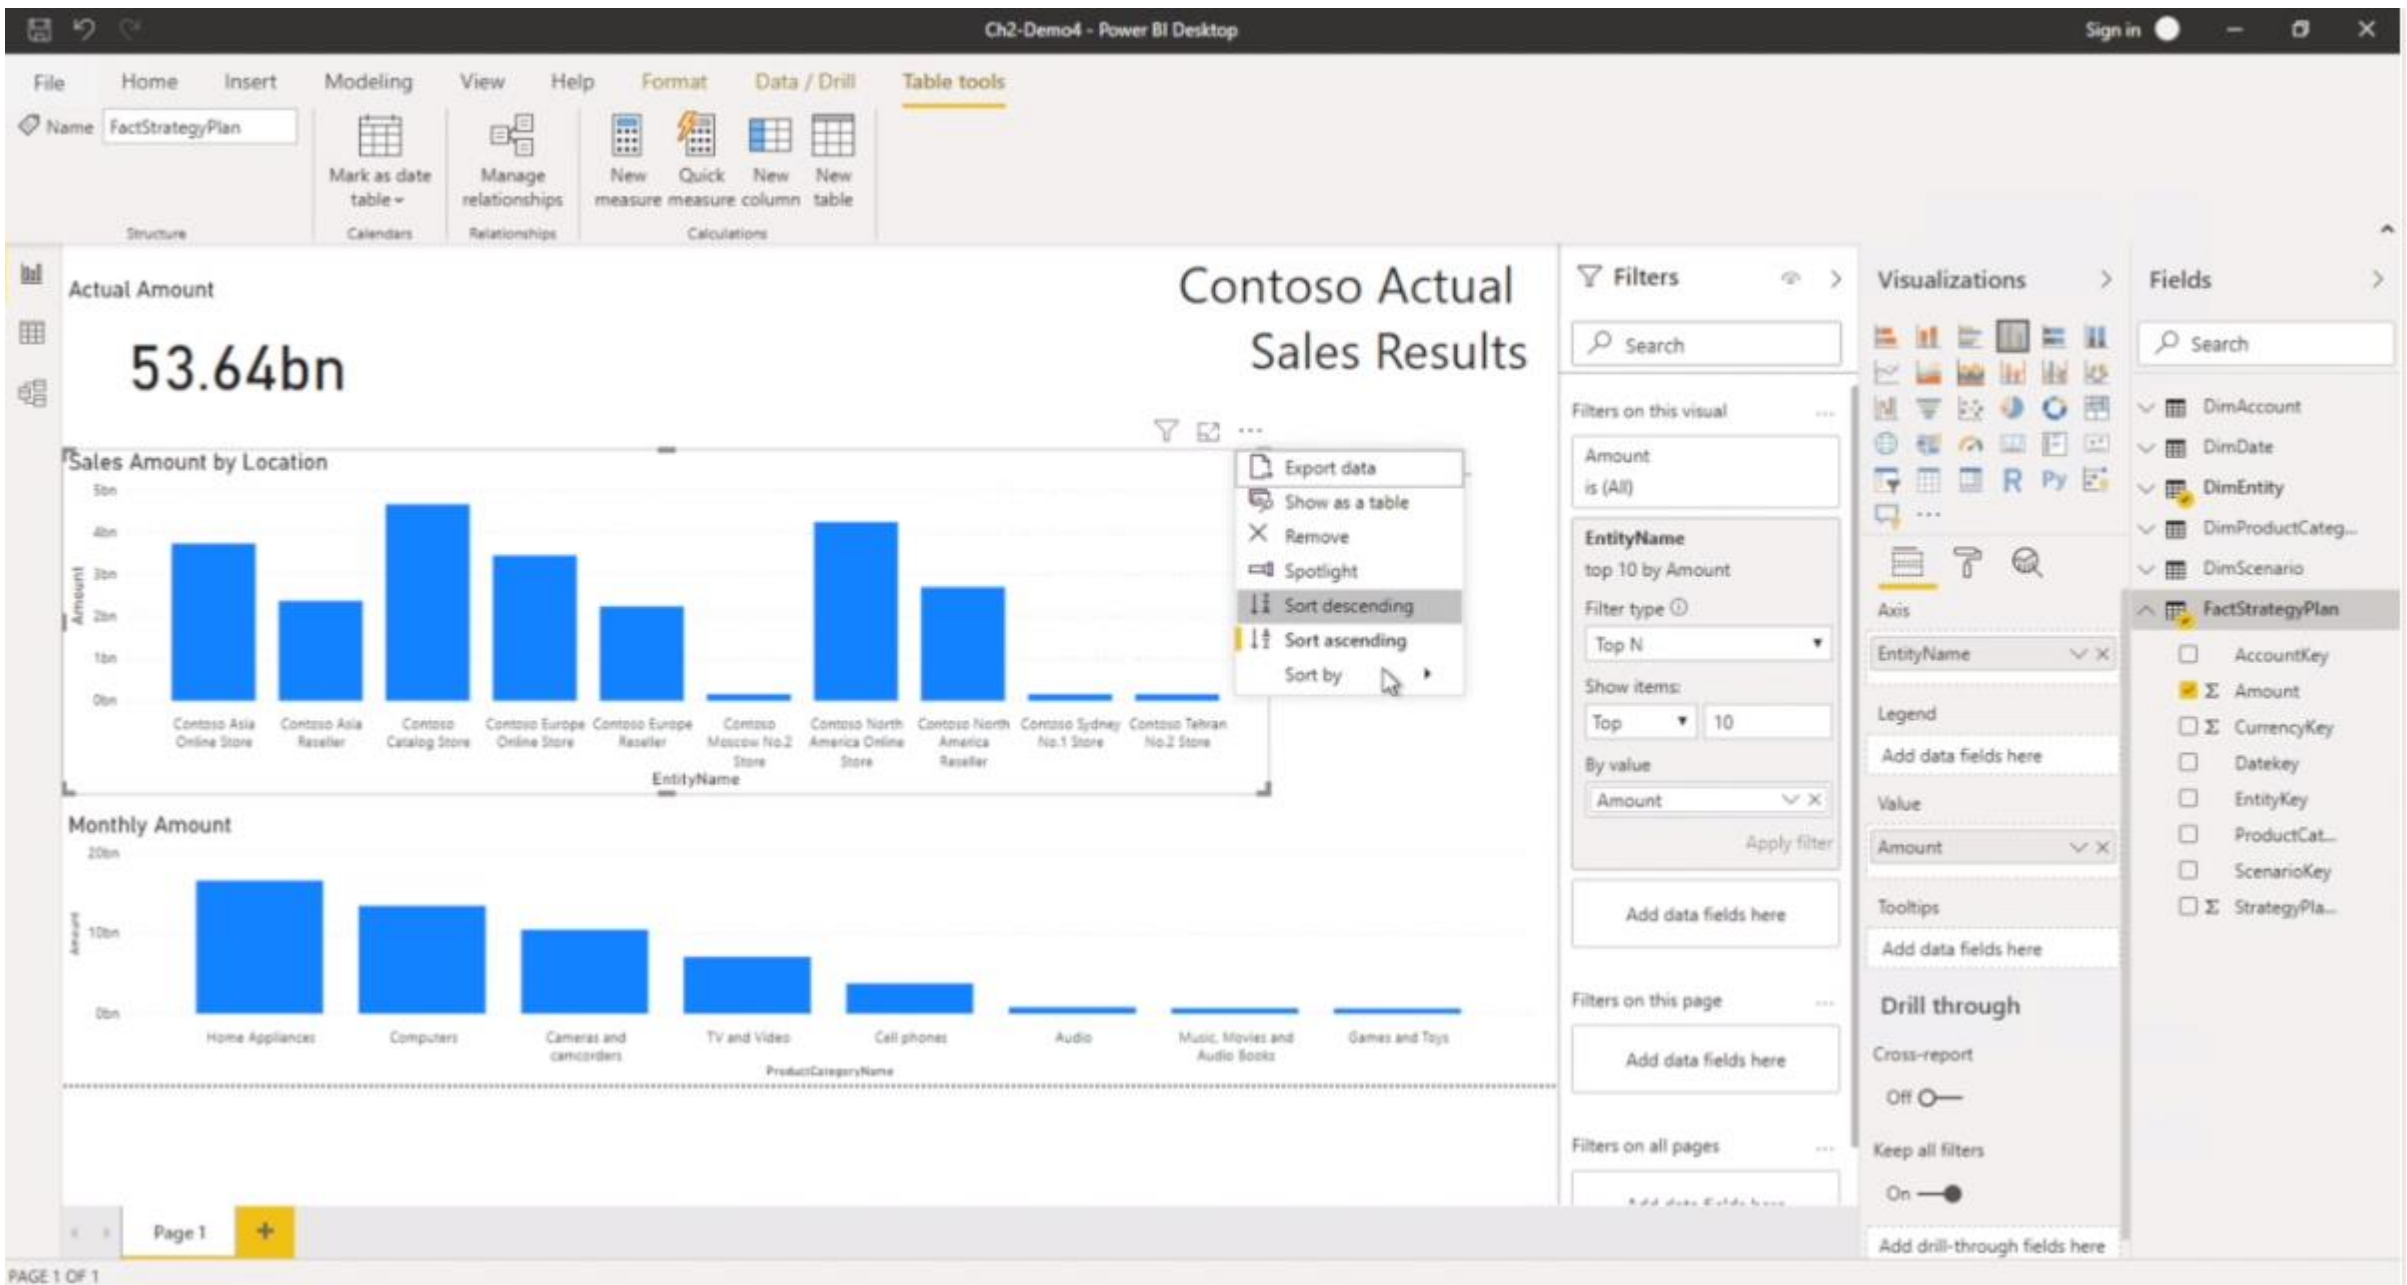 Ch2-Demo4 - Power BI Desktop
Sign in
File Home Insert Modeling View Help Format Data / Drill Table tools
Name FactStrategyPlan
Mark as date
table
Manage
relationships
New
measure
Quick
measure
New
column
New
table
Structure
Calendars
Relationships
Calculations
Actual Amount
53.64bn
Contoso Actual
Sales Results
Sales Amount by Location
5bn
4bn
3bn
2bn
1bn
0bn
Amount
Contoso Asia
Online Store
Contoso Asia
Reseller
Contoso
Catalog Store
Contoso Europe
Online Store
Contoso Europe
Reseller
Contoso
Moscow No.2
Store
Contoso North
America Online
Store
Contoso North
America
Reseller
Contoso Sydney
No.1 Store
Contoso Tehran
No.2 Store
EntityName
Export data
Show as a table
Remove
Spotlight
Sort descending
Sort ascending
Sort by
Monthly Amount
20bn
10bn
0bn
Amount
Home Appliances
Computers
Cameras and
camcorders
TV and Video
Cell phones
Audio
Music, Movies and
Audio Books
Games and Toys
ProductCategoryName
Page 1
PAGE 1 OF 1
Filters
Search
Filters on this visual
Amount
is (All)
EntityName
top 10 by Amount
Filter type
Top N
Show items:
Top 10
By value
Amount
Apply filter
Add data fields here
Filters on this page
Add data fields here
Filters on all pages
Visualizations
R Py
Axis
EntityName
Legend
Add data fields here
Value
Amount
Tooltips
Add data fields here
Drill through
Cross-report
Off
Keep all filters
On
Add drill-through fields here
Fields
Search
DimAccount
DimDate
DimEntity
DimProductCateg...
DimScenario
FactStrategyPlan
AccountKey
Σ Amount
Σ CurrencyKey
Datekey
EntityKey
ProductCat...
ScenarioKey
Σ StrategyPla...